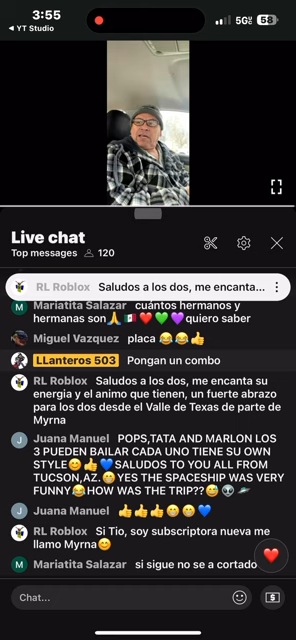 3:55
5G
53
◀ YT Studio
Live chat
Top messages 120
RL Roblox Saludos a los dos, me encanta...
Mariatita Salazar cuántos hermanos y
hermanas son🙏🇲🇽❤️💚💜quiero saber
Miguel Vazquez placa 😂😂👍
LLanteros 503 Pongan un combo
RL Roblox Saludos a los dos, me encanta su
energia y el animo que tienen, un fuerte abrazo
para los dos desde el Valle de Texas de parte de
Myrna
J Juana Manuel POPS,TATA AND MARLON LOS
3 PUEDEN BAILAR CADA UNO TIENE SU OWN
STYLE😊👍💙SALUDOS TO YOU ALL FROM
TUCSON,AZ.😁YES THE SPACESHIP WAS VERY
FUNNY😂HOW WAS THE TRIP??😅👽🛸
J Juana Manuel 👍👍👍😁😁💙
RL Roblox Si Tio, soy subscriptora nueva me
llamo Myrna😊
M Mariatita Salazar si sigue no se a cortado
Chat...